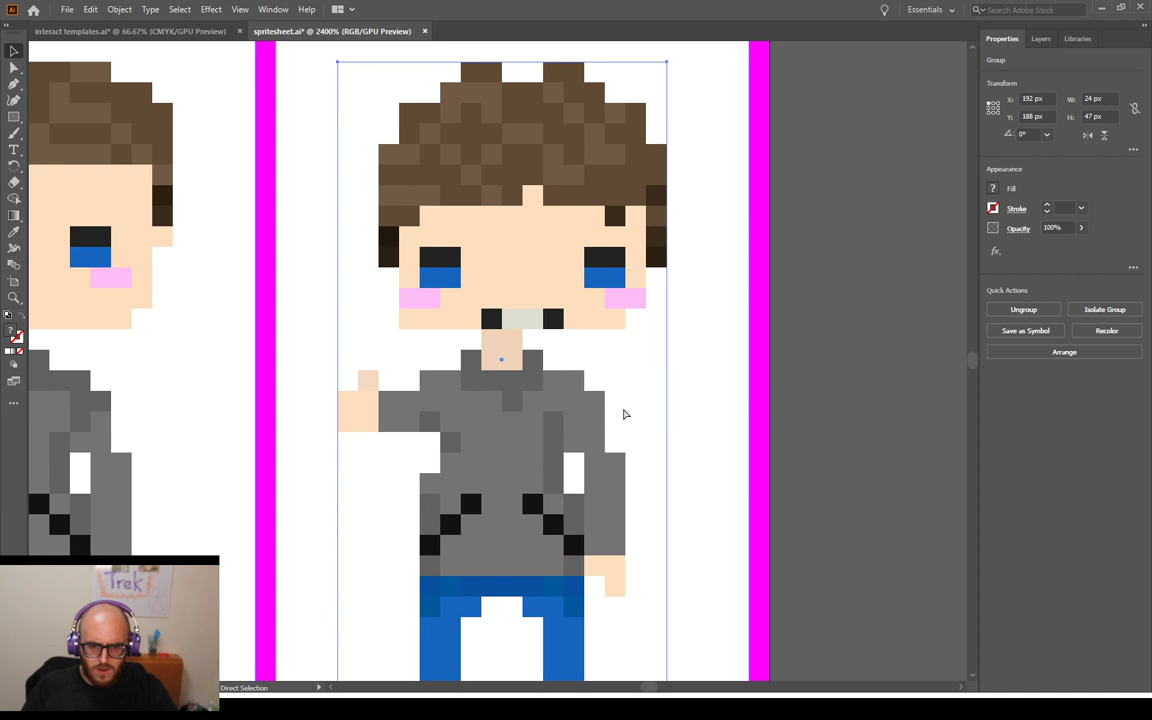 Ai File Edit Object Type Select Effect View Window Help Essentials Search Adobe Stock
interact templates.ai* @ 66.67% (CMYK/GPU Preview) × spritesheet.ai* @ 2400% (RGB/GPU Preview) ×
Properties Layers Libraries
Group
Transform
X: 192 px W: 24 px
Y: 188 px H: 47 px
0°
Appearance
? Fill
Stroke
Opacity 100%
fx.
Quick Actions
Ungroup Isolate Group
Save as Symbol Recolor
Arrange
Trek
Direct Selection